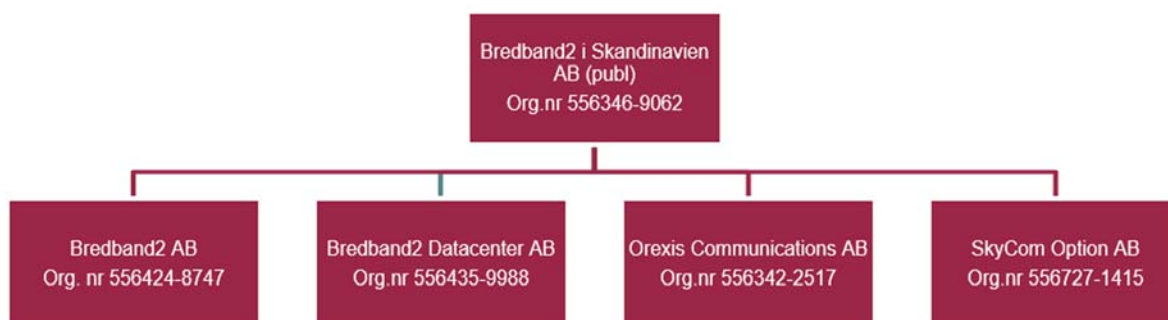 Bredband2 i Skandinavien
AB (publ)
Org.nr 556346-9062
Bredband2 AB
Org. nr 556424-8747
Bredband2 Datacenter AB
Org.nr 556435-9988
Orexis Communications AB
Org.nr 556342-2517
SkyCom Option AB
Org.nr 556727-1415